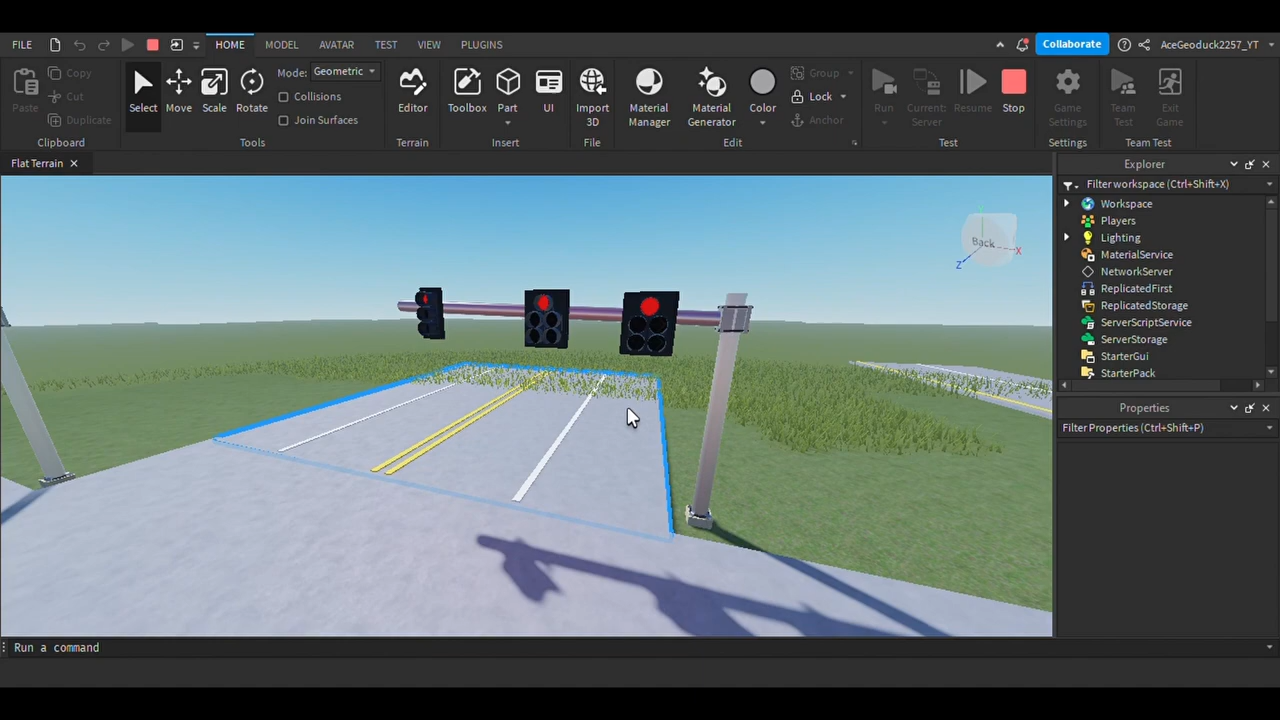 FILE HOME MODEL AVATAR TEST VIEW PLUGINS Collaborate AceGeoduck2257_YT
Paste Copy Cut Duplicate
Clipboard
Select Move Scale Rotate
Mode: Geometric
Collisions
Join Surfaces
Tools
Editor
Terrain
Toolbox Part UI
Insert
Import
3D
File
Material
Manager
Material
Generator
Color
Group
Lock
Anchor
Edit
Run
Current:
Server
Resume
Stop
Test
Game
Settings
Settings
Team
Test
Exit
Game
Team Test
Flat Terrain
Explorer
Filter workspace (Ctrl+Shift+X)
Workspace
Players
Lighting
MaterialService
NetworkServer
ReplicatedFirst
ReplicatedStorage
ServerScriptService
ServerStorage
StarterGui
StarterPack
Properties
Filter Properties (Ctrl+Shift+P)
Back
X
Z
Run a command